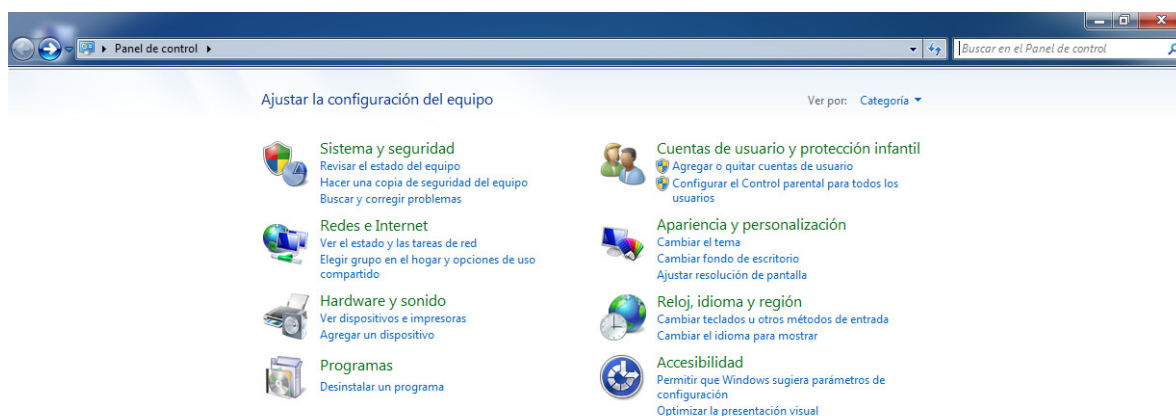 Panel de control
Buscar en el Panel de control
Ajustar la configuración del equipo
Ver por: Categoría
Sistema y seguridad
Revisar el estado del equipo
Hacer una copia de seguridad del equipo
Buscar y corregir problemas
Redes e Internet
Ver el estado y las tareas de red
Elegir grupo en el hogar y opciones de uso
compartido
Hardware y sonido
Ver dispositivos e impresoras
Agregar un dispositivo
Programas
Desinstalar un programa
Cuentas de usuario y protección infantil
Agregar o quitar cuentas de usuario
Configurar el Control parental para todos los
usuarios
Apariencia y personalización
Cambiar el tema
Cambiar fondo de escritorio
Ajustar resolución de pantalla
Reloj, idioma y región
Cambiar teclados u otros métodos de entrada
Cambiar el idioma para mostrar
Accesibilidad
Permitir que Windows sugiera parámetros de
configuración
Optimizar la presentación visual